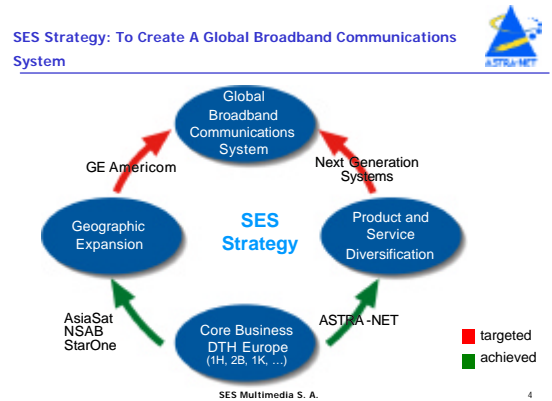 SES Strategy: To Create A Global Broadband Communications
System
ASTRA-NET
Global
Broadband
Communications
System
GE Americom
Next Generation
Systems
Geographic
Expansion
SES
Strategy
Product and
Service
Diversification
AsiaSat
NSAB
StarOne
Core Business
DTH Europe
(1H, 2B, 1K, …)
ASTRA -NET
targeted
achieved
SES Multimedia S. A.
4